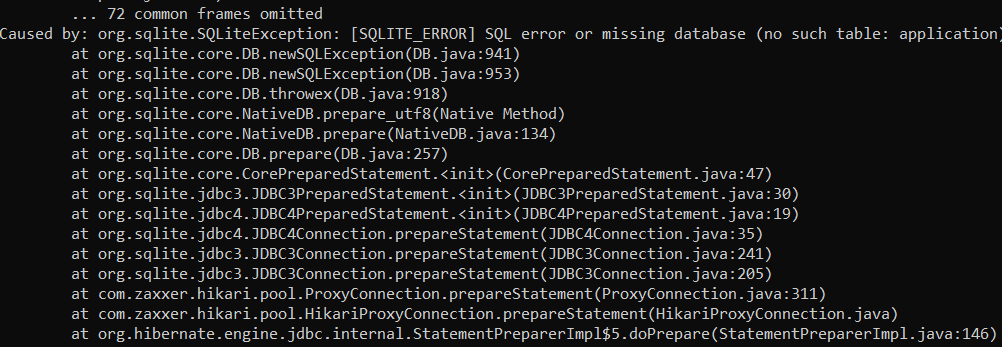 ... 72 common frames omitted
Caused by: org.sqlite.SQLiteException: [SQLITE_ERROR] SQL error or missing database (no such table: application)
at org.sqlite.core.DB.newSQLException(DB.java:941)
at org.sqlite.core.DB.newSQLException(DB.java:953)
at org.sqlite.core.DB.throwex(DB.java:918)
at org.sqlite.core.NativeDB.prepare_utf8(Native Method)
at org.sqlite.core.NativeDB.prepare(NativeDB.java:134)
at org.sqlite.core.DB.prepare(DB.java:257)
at org.sqlite.core.CorePreparedStatement.<init>(CorePreparedStatement.java:47)
at org.sqlite.jdbc3.JDBC3PreparedStatement.<init>(JDBC3PreparedStatement.java:30)
at org.sqlite.jdbc4.JDBC4PreparedStatement.<init>(JDBC4PreparedStatement.java:19)
at org.sqlite.jdbc4.JDBC4Connection.prepareStatement(JDBC4Connection.java:35)
at org.sqlite.jdbc3.JDBC3Connection.prepareStatement(JDBC3Connection.java:241)
at org.sqlite.jdbc3.JDBC3Connection.prepareStatement(JDBC3Connection.java:205)
at com.zaxxer.hikari.pool.ProxyConnection.prepareStatement(ProxyConnection.java:311)
at com.zaxxer.hikari.pool.HikariProxyConnection.prepareStatement(HikariProxyConnection.java)
at org.hibernate.engine.jdbc.internal.StatementPreparerImpl$5.doPrepare(StatementPreparerImpl.java:146)